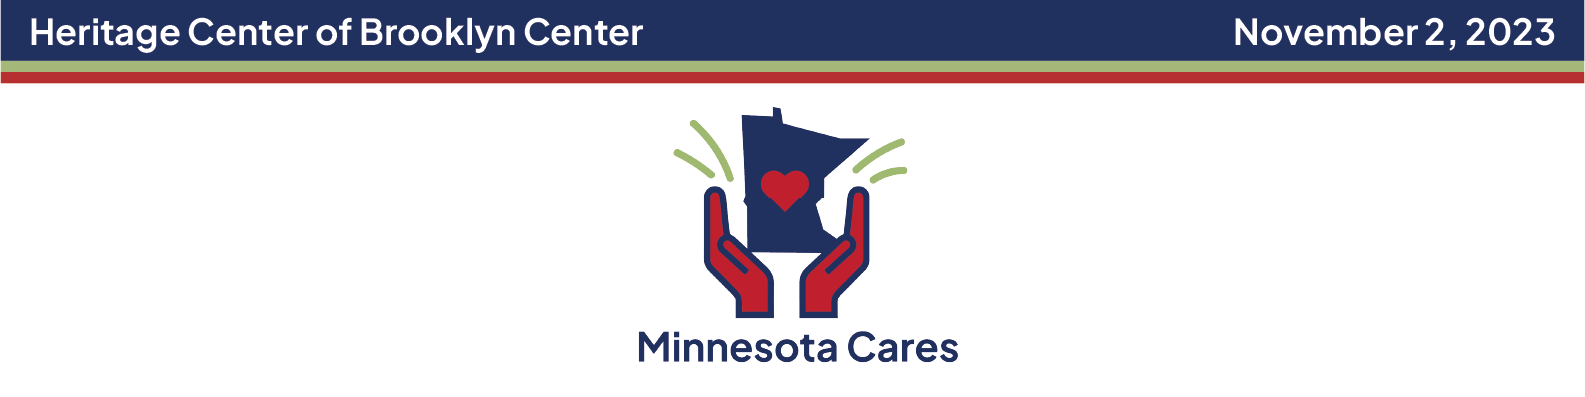 Heritage Center of Brooklyn Center
November 2, 2023
Minnesota Cares